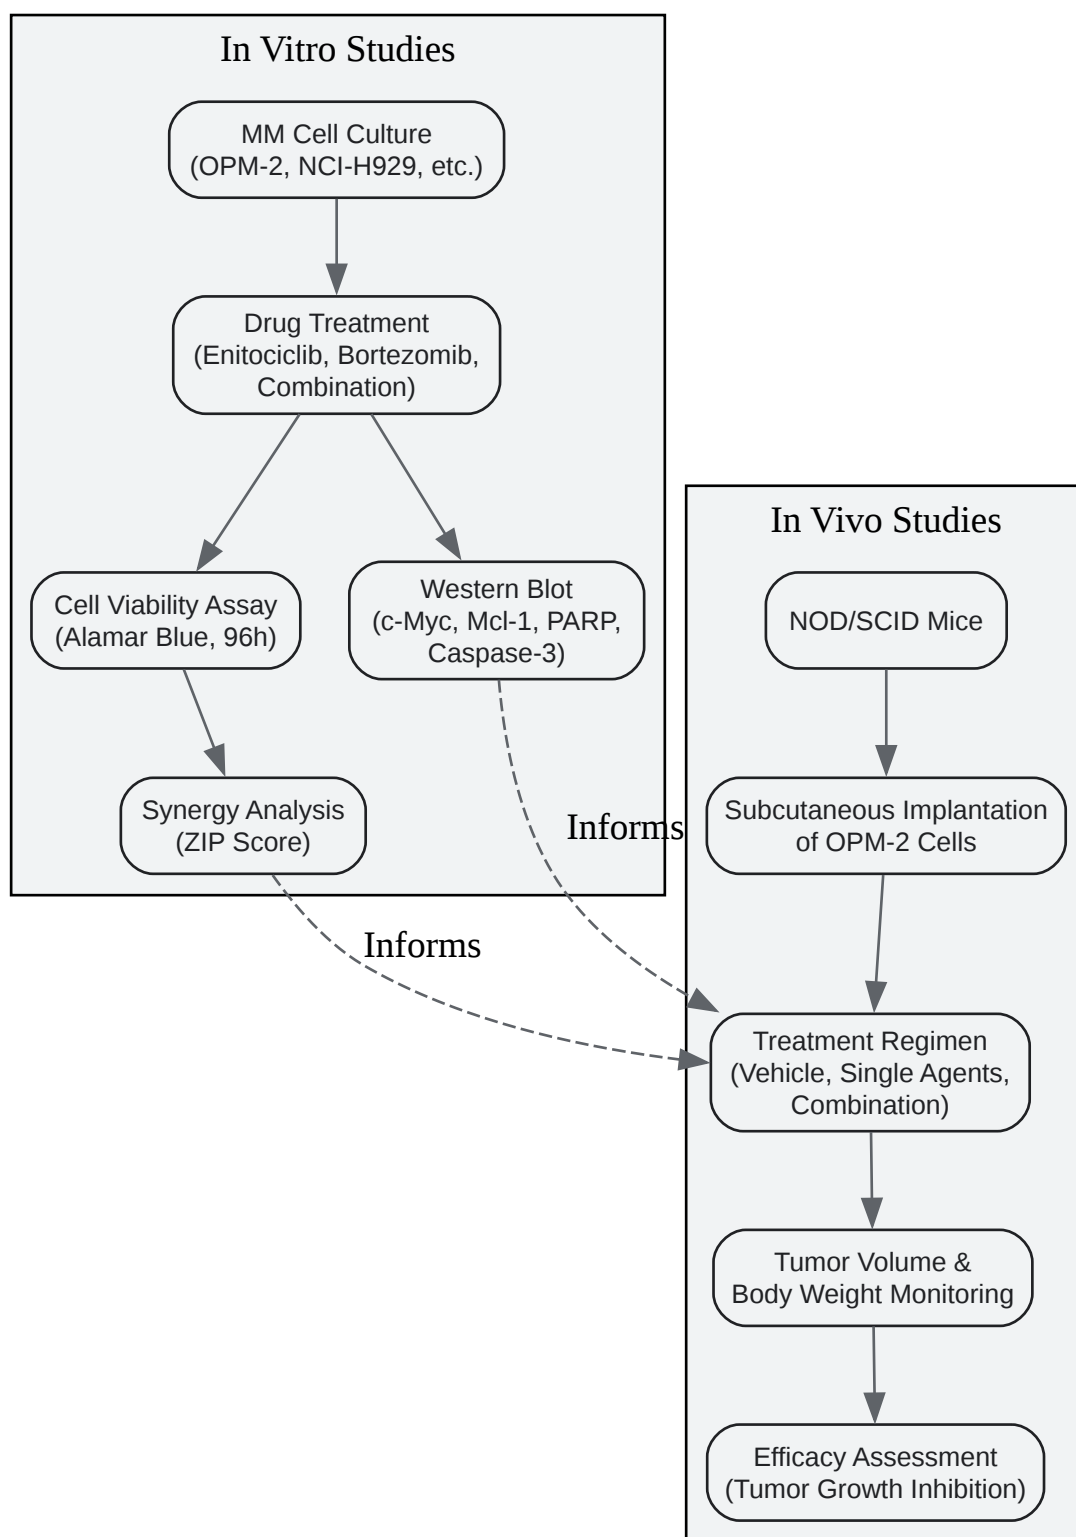 In Vitro Studies
MM Cell Culture
(OPM-2, NCI-H929, etc.)
Drug Treatment
(Enitociclib, Bortezomib,
Combination)
Cell Viability Assay
(Alamar Blue, 96h)
Western Blot
(c-Myc, Mcl-1, PARP,
Caspase-3)
Synergy Analysis
(ZIP Score)
Informs
Informs
In Vivo Studies
NOD/SCID Mice
Subcutaneous Implantation
of OPM-2 Cells
Treatment Regimen
(Vehicle, Single Agents,
Combination)
Tumor Volume &
Body Weight Monitoring
Efficacy Assessment
(Tumor Growth Inhibition)